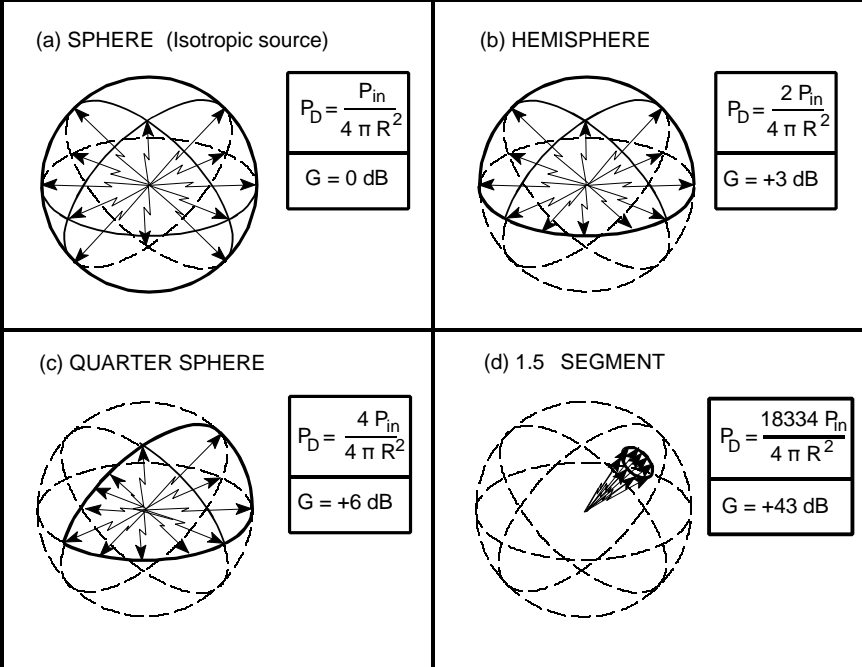 (a) SPHERE (Isotropic source)
P_D = P_in / 4 π R^2
G = 0 dB
(b) HEMISPHERE
P_D = 2 P_in / 4 π R^2
G = +3 dB
(c) QUARTER SPHERE
P_D = 4 P_in / 4 π R^2
G = +6 dB
(d) 1.5 SEGMENT
P_D = 18334 P_in / 4 π R^2
G = +43 dB